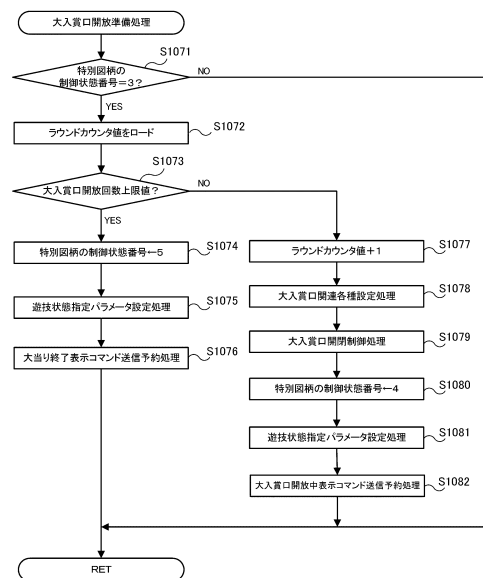 大入賞口開放準備処理
S1071
特別図柄の
制御状態番号=3?
NO
YES
S1072
ラウンドカウンタ値をロード
S1073
大入賞口開放回数上限値?
NO
YES
S1074
特別図柄の制御状態番号←5
S1075
遊技状態指定パラメータ設定処理
S1076
大当り終了表示コマンド送信予約処理
S1077
ラウンドカウンタ値+1
S1078
大入賞口関連各種設定処理
S1079
大入賞口開閉制御処理
S1080
特別図柄の制御状態番号←4
S1081
遊技状態指定パラメータ設定処理
S1082
大入賞口開放中表示コマンド送信予約処理
RET